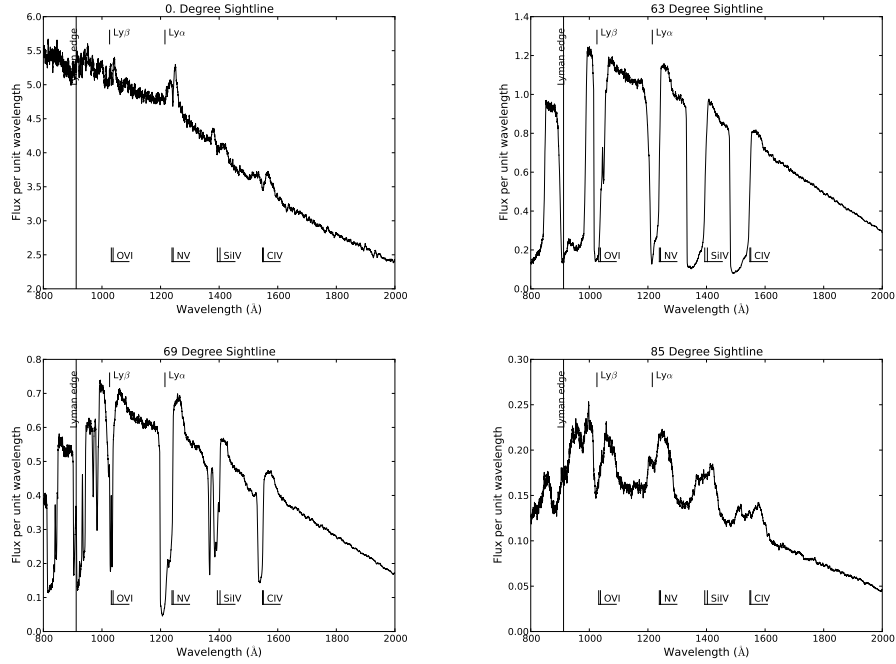 0. Degree Sightline
6.0
5.5
5.0
4.5
4.0
3.5
3.0
2.5
2.0
Flux per unit wavelength
Lyman edge
Lyβ
Lyα
OVI
NV
SiIV
CIV
800 1000 1200 1400 1600 1800 2000
Wavelength (Å)
63 Degree Sightline
1.4
1.2
1.0
0.8
0.6
0.4
0.2
0.0
Flux per unit wavelength
Lyman edge
Lyβ
Lyα
OVI
NV
SiIV
CIV
800 1000 1200 1400 1600 1800 2000
Wavelength (Å)
69 Degree Sightline
0.8
0.7
0.6
0.5
0.4
0.3
0.2
0.1
0.0
Flux per unit wavelength
Lyman edge
Lyβ
Lyα
OVI
NV
SiIV
CIV
800 1000 1200 1400 1600 1800 2000
Wavelength (Å)
85 Degree Sightline
0.30
0.25
0.20
0.15
0.10
0.05
0.00
Flux per unit wavelength
Lyman edge
Lyβ
Lyα
OVI
NV
SiIV
CIV
800 1000 1200 1400 1600 1800 2000
Wavelength (Å)